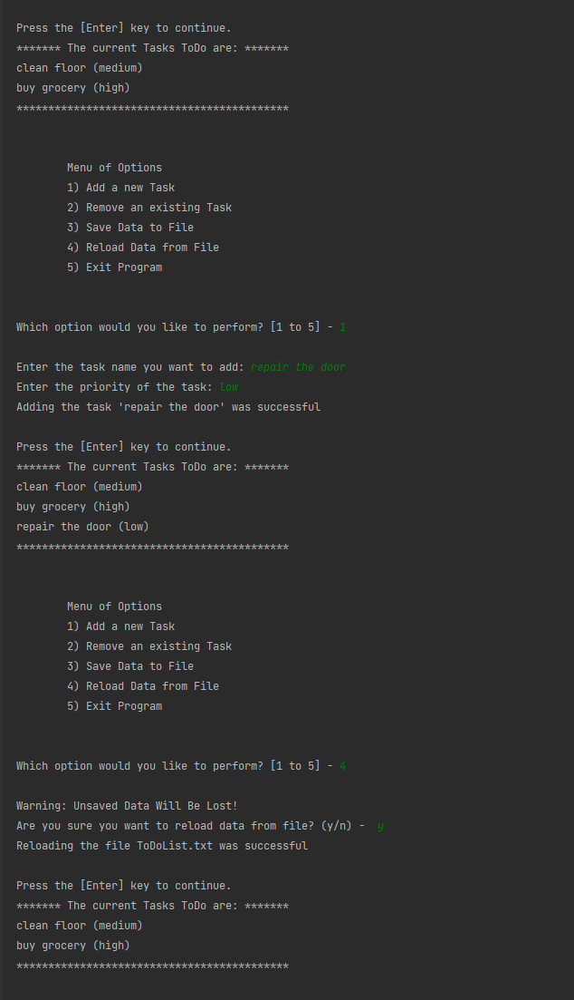 Press the [Enter] key to continue.
******* The current Tasks ToDo are: *******
clean floor (medium)
buy grocery (high)
*******************************************
Menu of Options
1) Add a new Task
2) Remove an existing Task
3) Save Data to File
4) Reload Data from File
5) Exit Program
Which option would you like to perform? [1 to 5] - 1
Enter the task name you want to add: repair the door
Enter the priority of the task: low
Adding the task 'repair the door' was successful
Press the [Enter] key to continue.
******* The current Tasks ToDo are: *******
clean floor (medium)
buy grocery (high)
repair the door (low)
*******************************************
Menu of Options
1) Add a new Task
2) Remove an existing Task
3) Save Data to File
4) Reload Data from File
5) Exit Program
Which option would you like to perform? [1 to 5] - 4
Warning: Unsaved Data Will Be Lost!
Are you sure you want to reload data from file? (y/n) -  y
Reloading the file ToDoList.txt was successful
Press the [Enter] key to continue.
******* The current Tasks ToDo are: *******
clean floor (medium)
buy grocery (high)
*******************************************